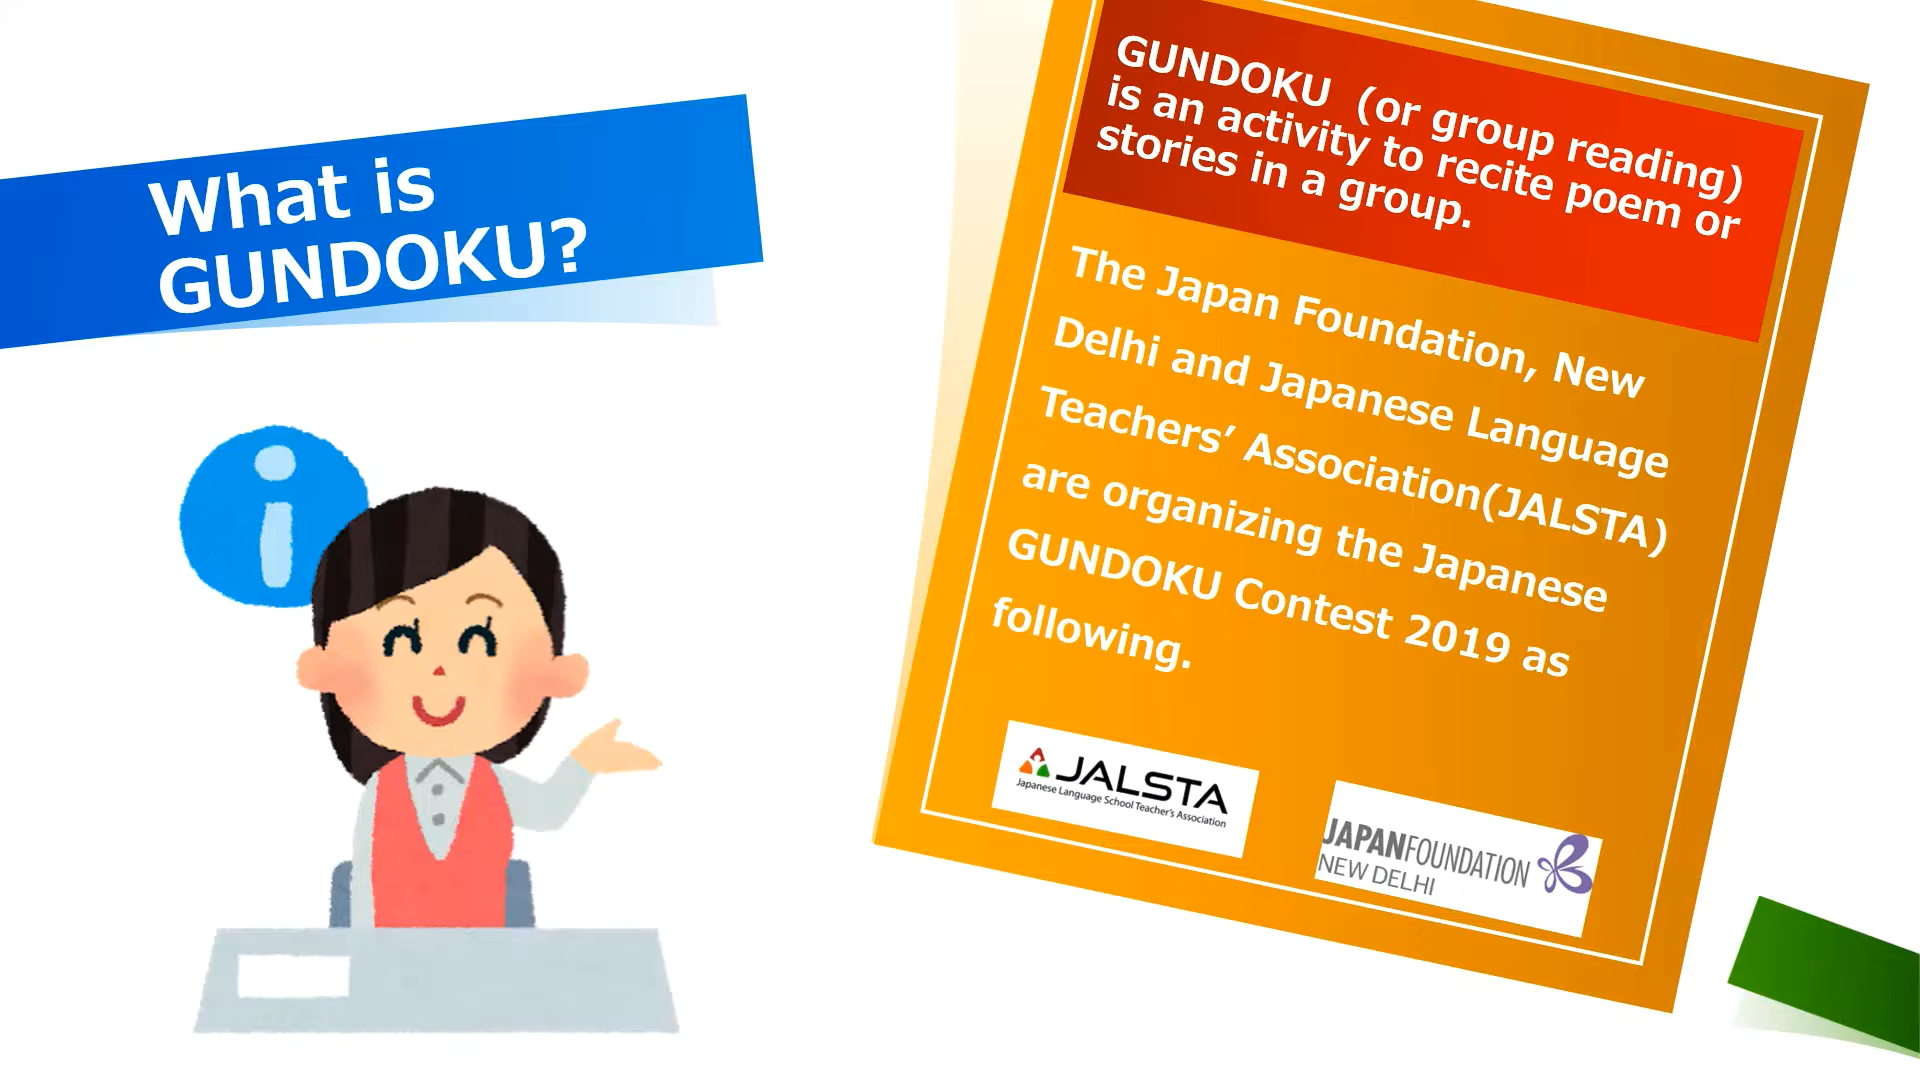 What is
GUNDOKU?
i
GUNDOKU (or group reading)
is an activity to recite poem or
stories in a group.
The Japan Foundation, New
Delhi and Japanese Language
Teachers’ Association(JALSTA)
are organizing the Japanese
GUNDOKU Contest 2019 as
following.
JALSTA
Japanese Language School Teacher's Association
JAPANFOUNDATION
NEW DELHI